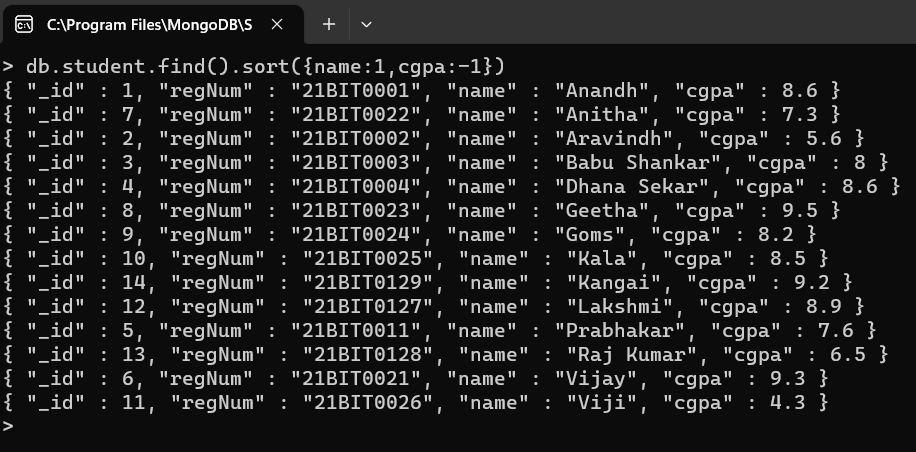 C:\Program Files\MongoDB\S
> db.student.find().sort({name:1,cgpa:-1})
{ "_id" : 1, "regNum" : "21BIT0001", "name" : "Anandh", "cgpa" : 8.6 }
{ "_id" : 7, "regNum" : "21BIT0022", "name" : "Anitha", "cgpa" : 7.3 }
{ "_id" : 2, "regNum" : "21BIT0002", "name" : "Aravindh", "cgpa" : 5.6 }
{ "_id" : 3, "regNum" : "21BIT0003", "name" : "Babu Shankar", "cgpa" : 8 }
{ "_id" : 4, "regNum" : "21BIT0004", "name" : "Dhana Sekar", "cgpa" : 8.6 }
{ "_id" : 8, "regNum" : "21BIT0023", "name" : "Geetha", "cgpa" : 9.5 }
{ "_id" : 9, "regNum" : "21BIT0024", "name" : "Goms", "cgpa" : 8.2 }
{ "_id" : 10, "regNum" : "21BIT0025", "name" : "Kala", "cgpa" : 8.5 }
{ "_id" : 14, "regNum" : "21BIT0129", "name" : "Kangai", "cgpa" : 9.2 }
{ "_id" : 12, "regNum" : "21BIT0127", "name" : "Lakshmi", "cgpa" : 8.9 }
{ "_id" : 5, "regNum" : "21BIT0011", "name" : "Prabhakar", "cgpa" : 7.6 }
{ "_id" : 13, "regNum" : "21BIT0128", "name" : "Raj Kumar", "cgpa" : 6.5 }
{ "_id" : 6, "regNum" : "21BIT0021", "name" : "Vijay", "cgpa" : 9.3 }
{ "_id" : 11, "regNum" : "21BIT0026", "name" : "Viji", "cgpa" : 4.3 }
>